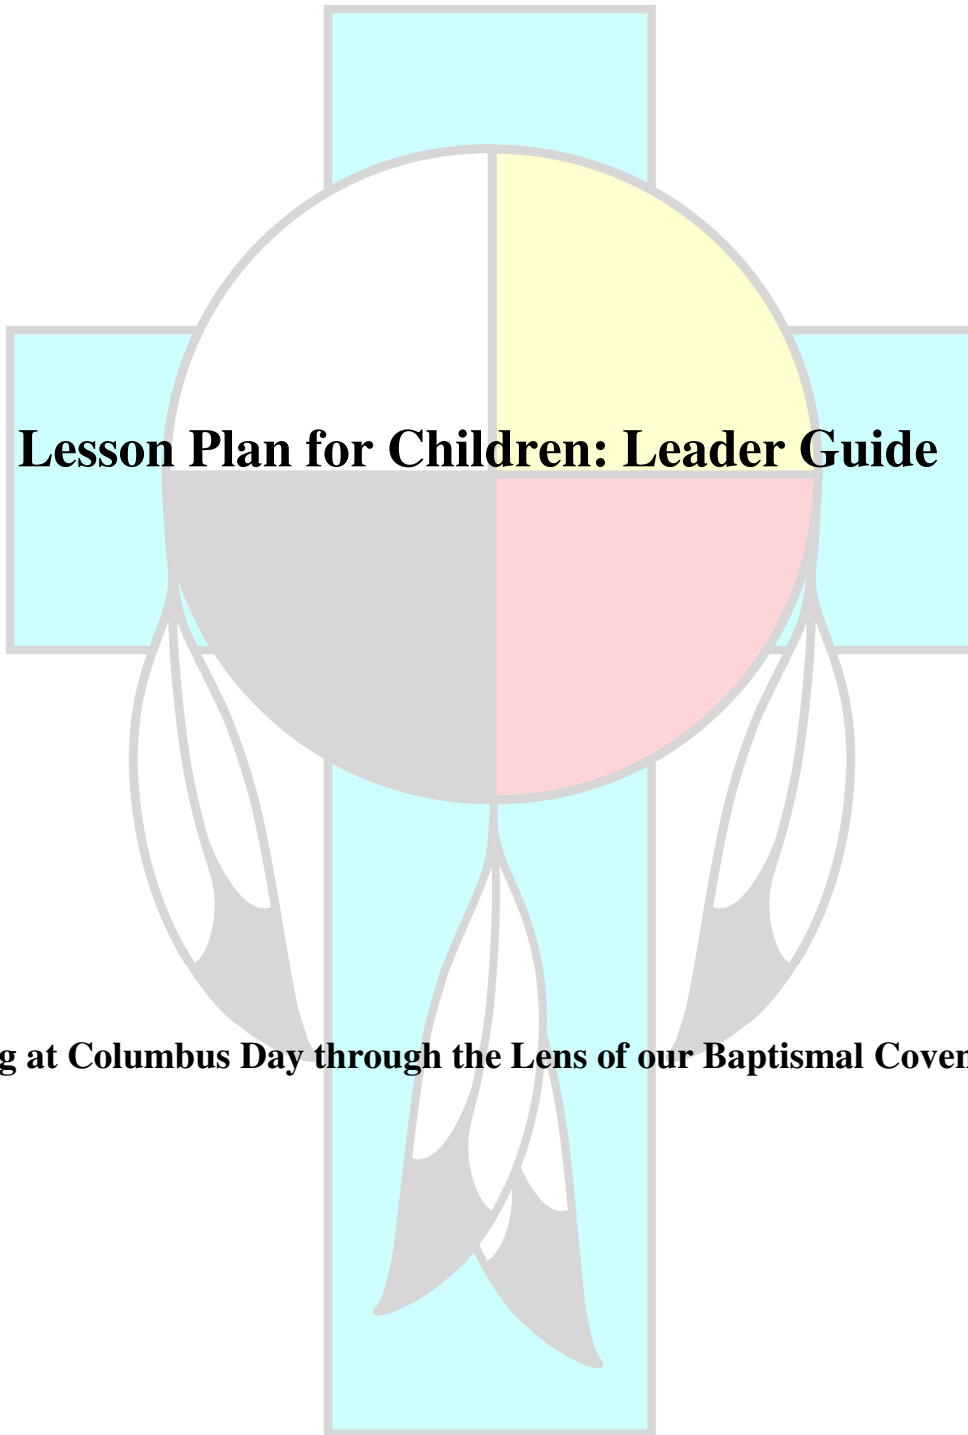 Lesson Plan for Children: Leader Guide
g at Columbus Day through the Lens of our Baptismal Coven